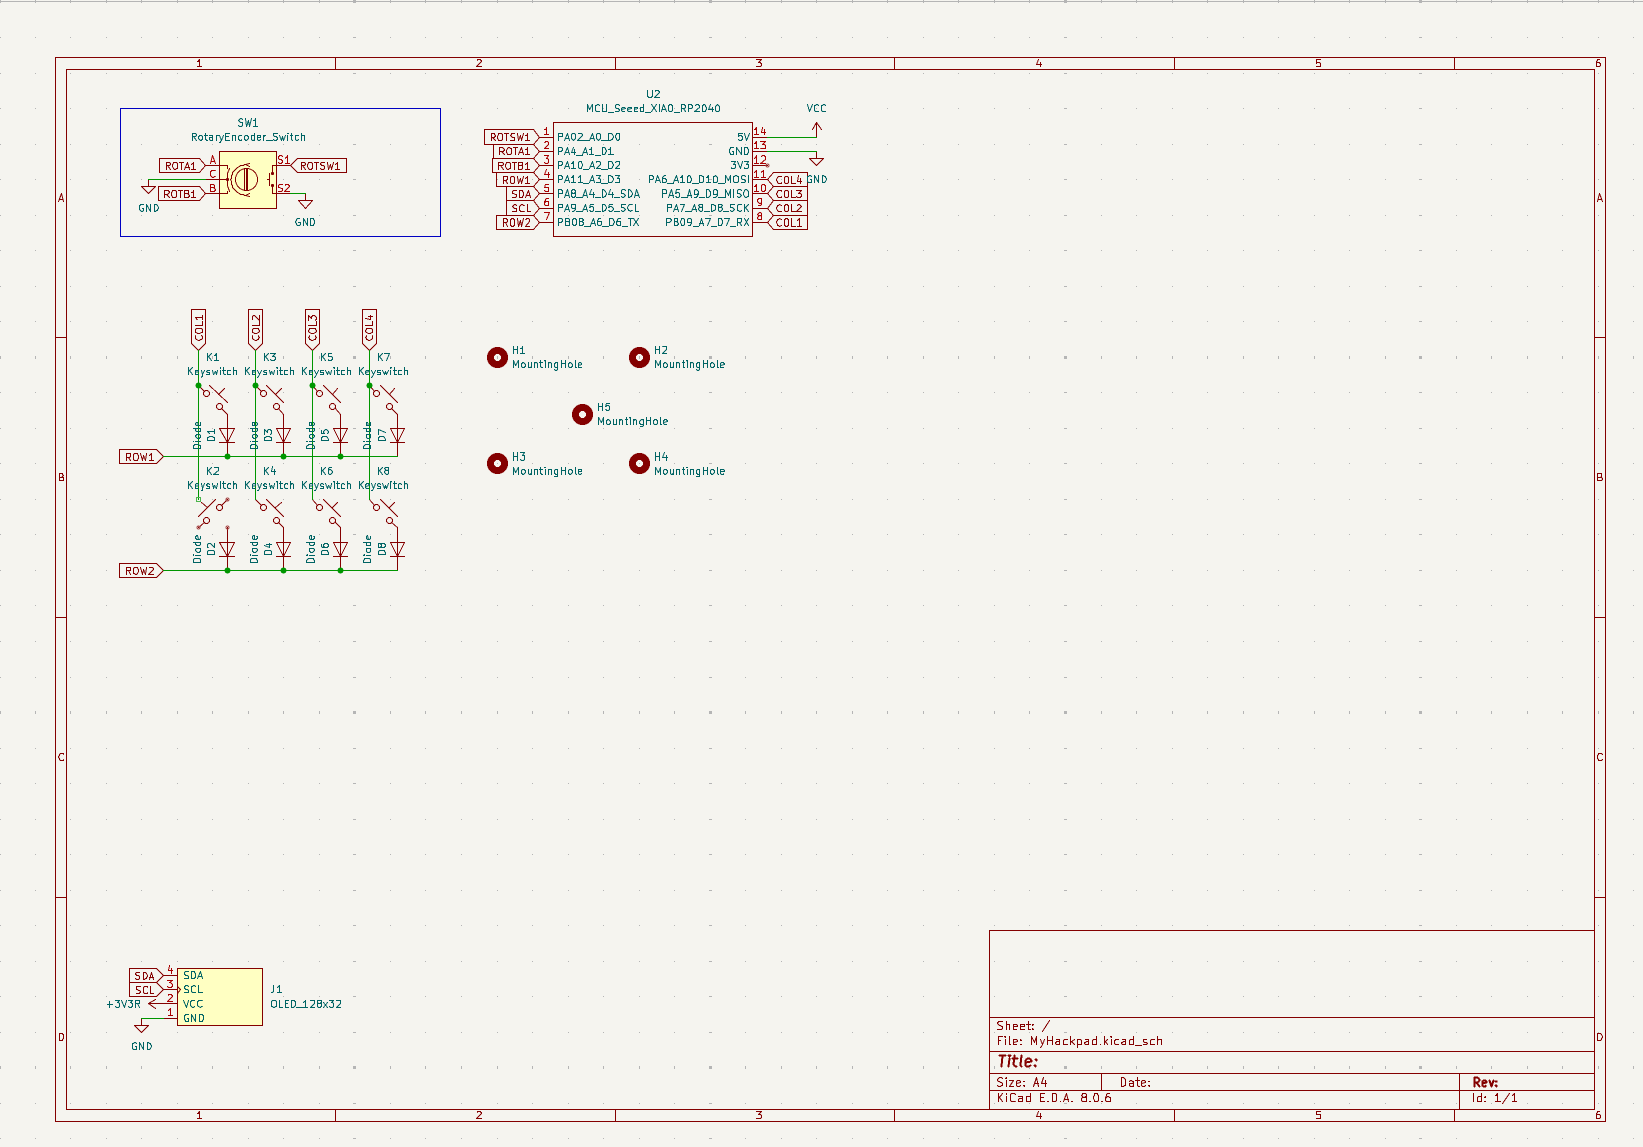 1 2 3 4 5 6
A
B
C
D
A
B
C
D
SW1
RotaryEncoder_Switch
ROTA1 A S1 ROTSW1
C
ROTB1 B S2
GND
GND
U2
MCU_Seeed_XIAO_RP2040
VCC
ROTSW1 1 PA02_A0_D0 5V 14
ROTA1 2 PA4_A1_D1 GND 13
ROTB1 3 PA10_A2_D2 3V3 12
ROW1 4 PA11_A3_D3 PA6_A10_D10_MOSI 11 COL4 GND
SDA 5 PA8_A4_D4_SDA PA5_A9_D9_MISO 10 COL3
SCL 6 PA9_A5_D5_SCL PA7_A8_D8_SCK 9 COL2
ROW2 7 PB08_A6_D6_TX PB09_A7_D7_RX 8 COL1
COL1 COL2 COL3 COL4
K1 K3 K5 K7
Keyswitch Keyswitch Keyswitch Keyswitch
Diode D1 Diode D3 Diode D5 Diode D7
ROW1
K2 K4 K6 K8
Keyswitch Keyswitch Keyswitch Keyswitch
Diode D2 Diode D4 Diode D6 Diode D8
ROW2
H1
MountingHole
H2
MountingHole
H5
MountingHole
H3
MountingHole
H4
MountingHole
SDA 4 SDA
SCL 3 SCL
+3V3R 2 VCC
1 GND
GND
J1
OLED_128x32
Sheet: /
File: MyHackpad.kicad_sch
Title:
Size: A4 Date: Rev:
KiCad E.D.A. 8.0.6 Id: 1/1
1 2 3 4 5 6